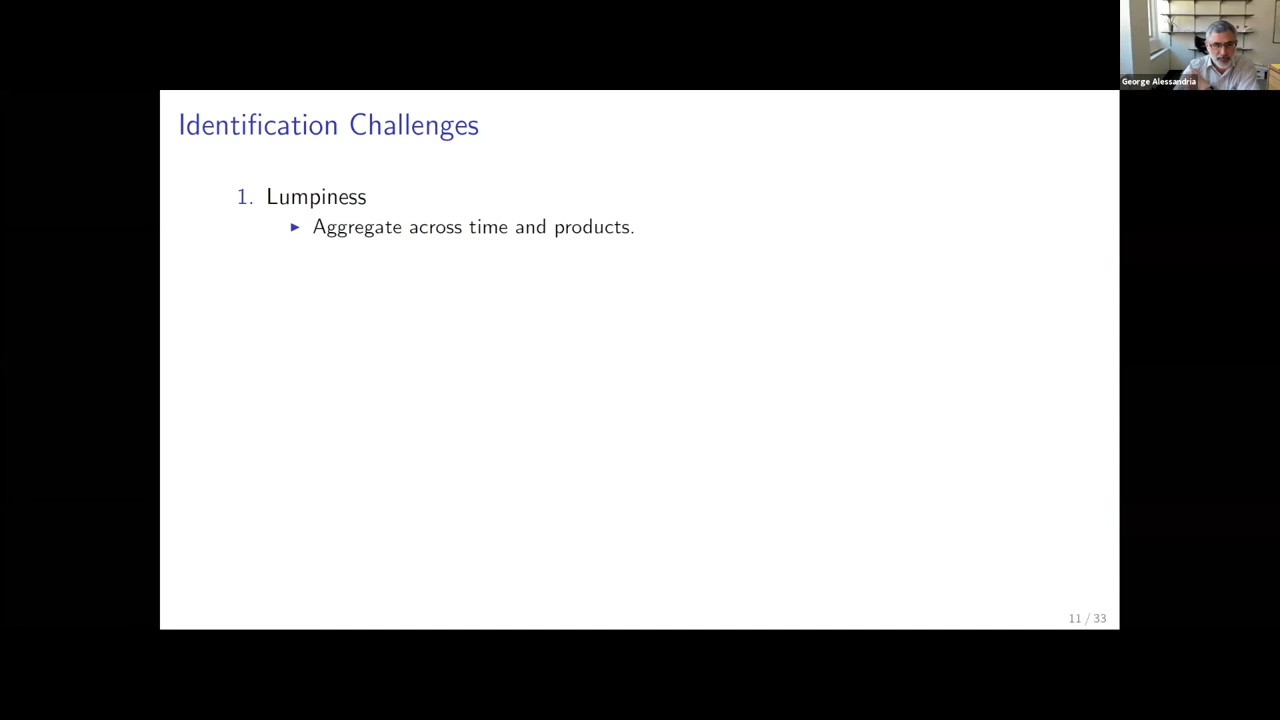 George Alessandria
Identification Challenges
1. Lumpiness
▶ Aggregate across time and products.
11 / 33